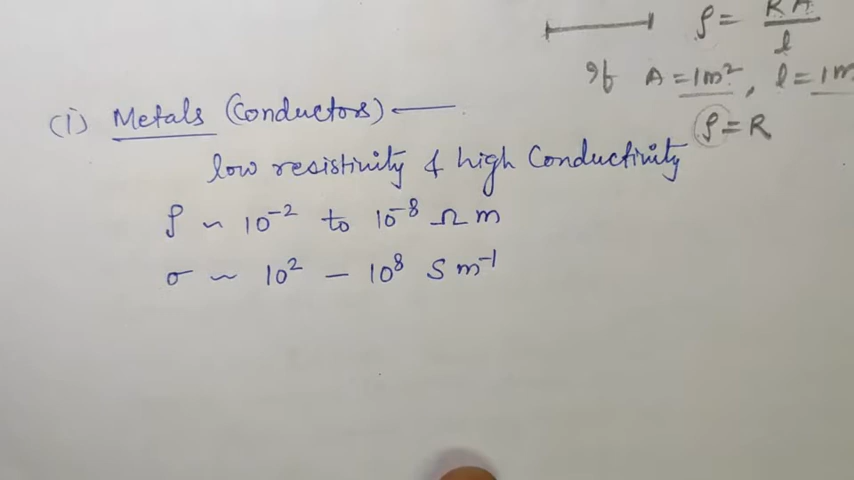 ρ = RA/l
If A = 1m², l = 1m
ρ = R
(i) Metals (Conductors) —
low resistivity & high Conductivity
ρ ~ 10⁻² to 10⁻⁸ Ω m
σ ~ 10² – 10⁸ S m⁻¹